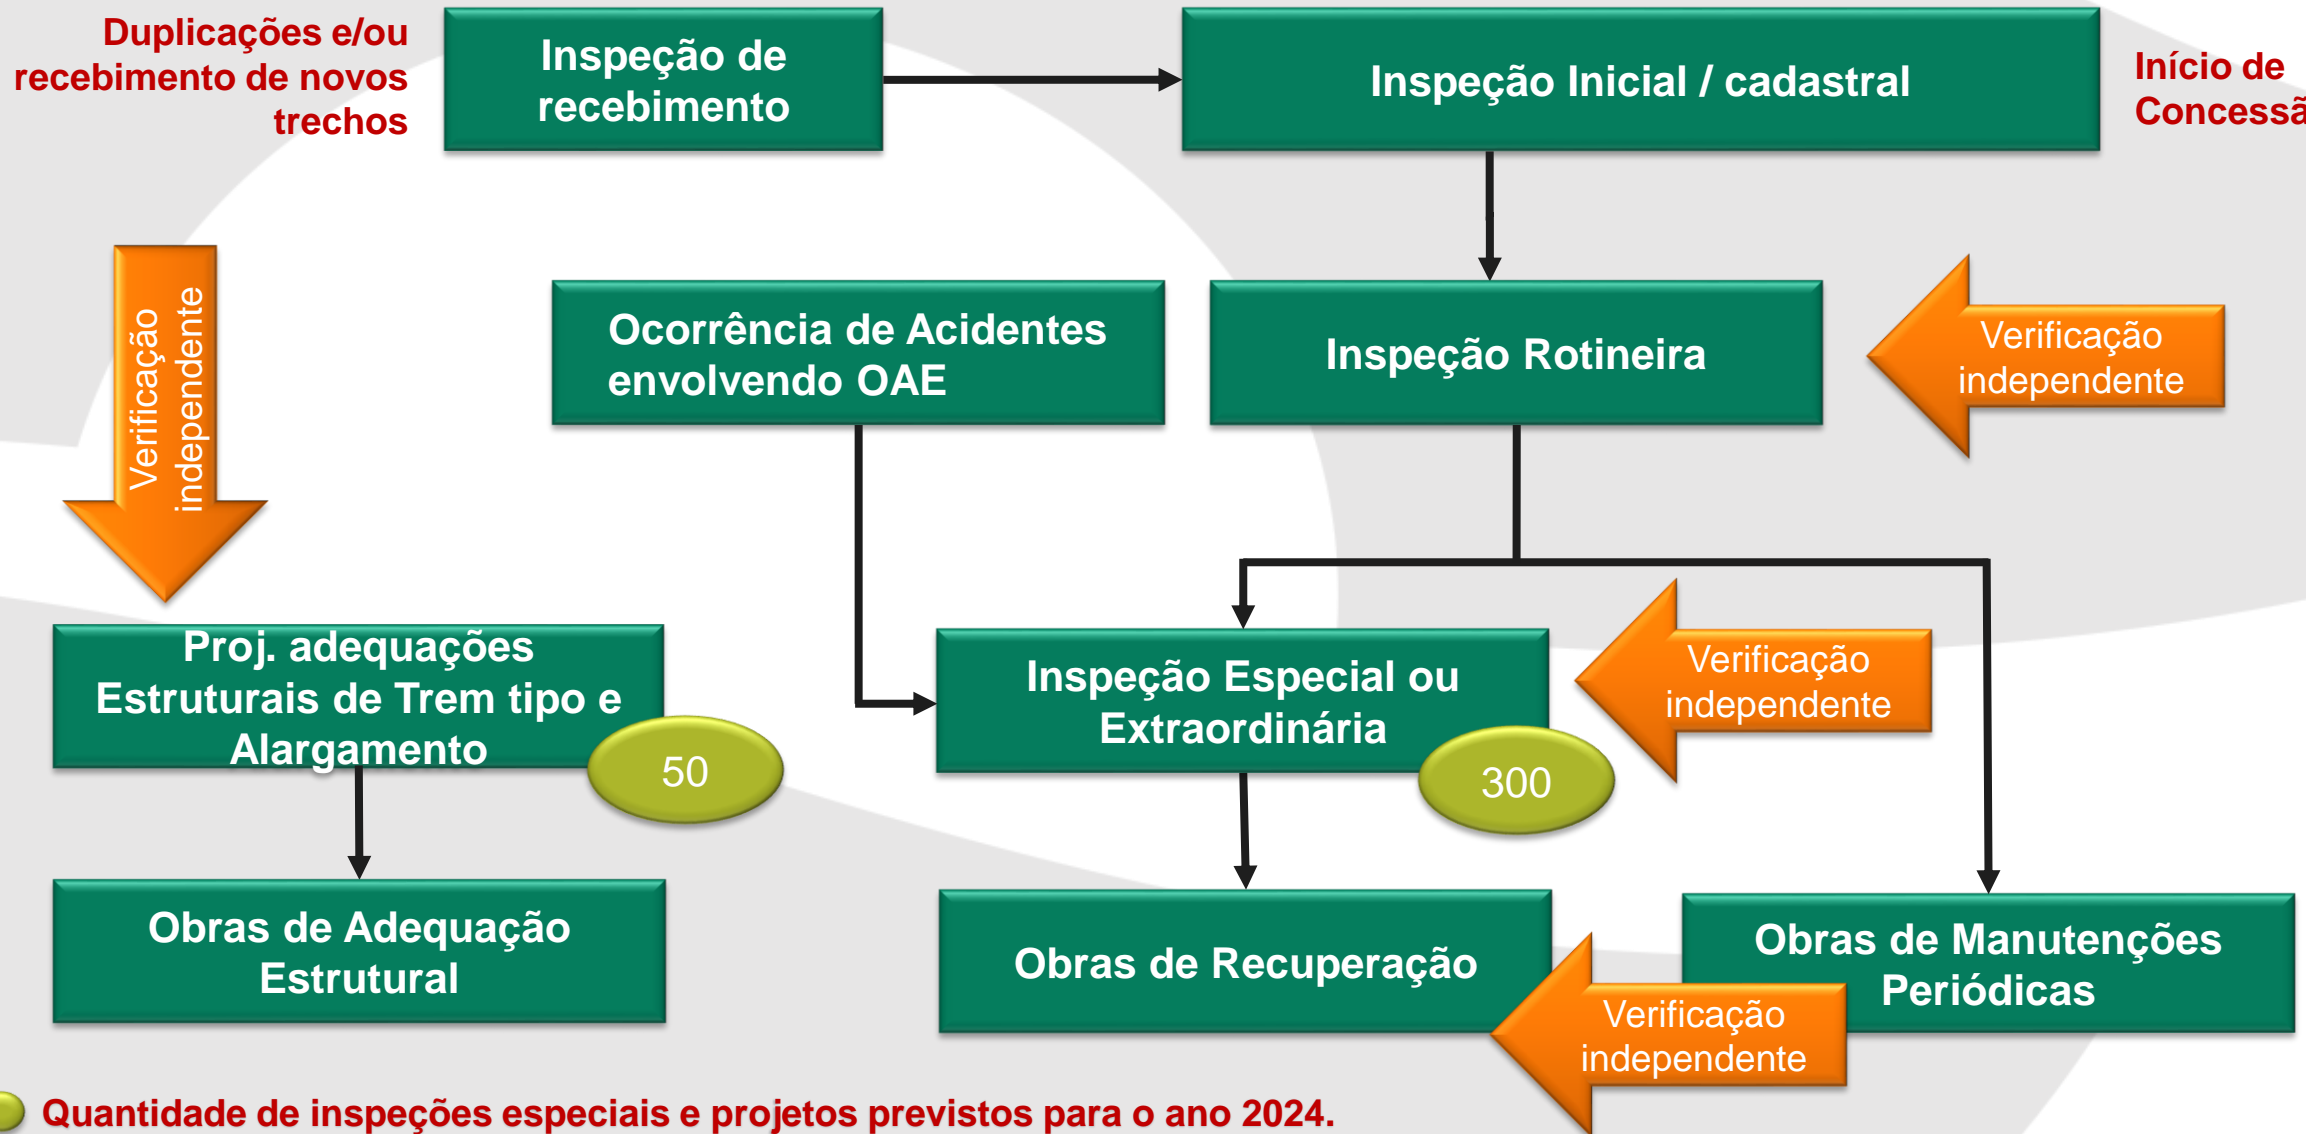 Duplicações e/ou
recebimento de novos
trechos
Inspeção de
recebimento
Inspeção Inicial / cadastral
Início de
Concessã
Verificação
independente
Ocorrência de Acidentes
envolvendo OAE
Inspeção Rotineira
Verificação
independente
Proj. adequações
Estruturais de Trem tipo e
Alargamento
50
Inspeção Especial ou
Extraordinária
300
Verificação
independente
Obras de Adequação
Estrutural
Obras de Recuperação
Obras de Manutenções
Periódicas
Verificação
independente
Quantidade de inspeções especiais e projetos previstos para o ano 2024.